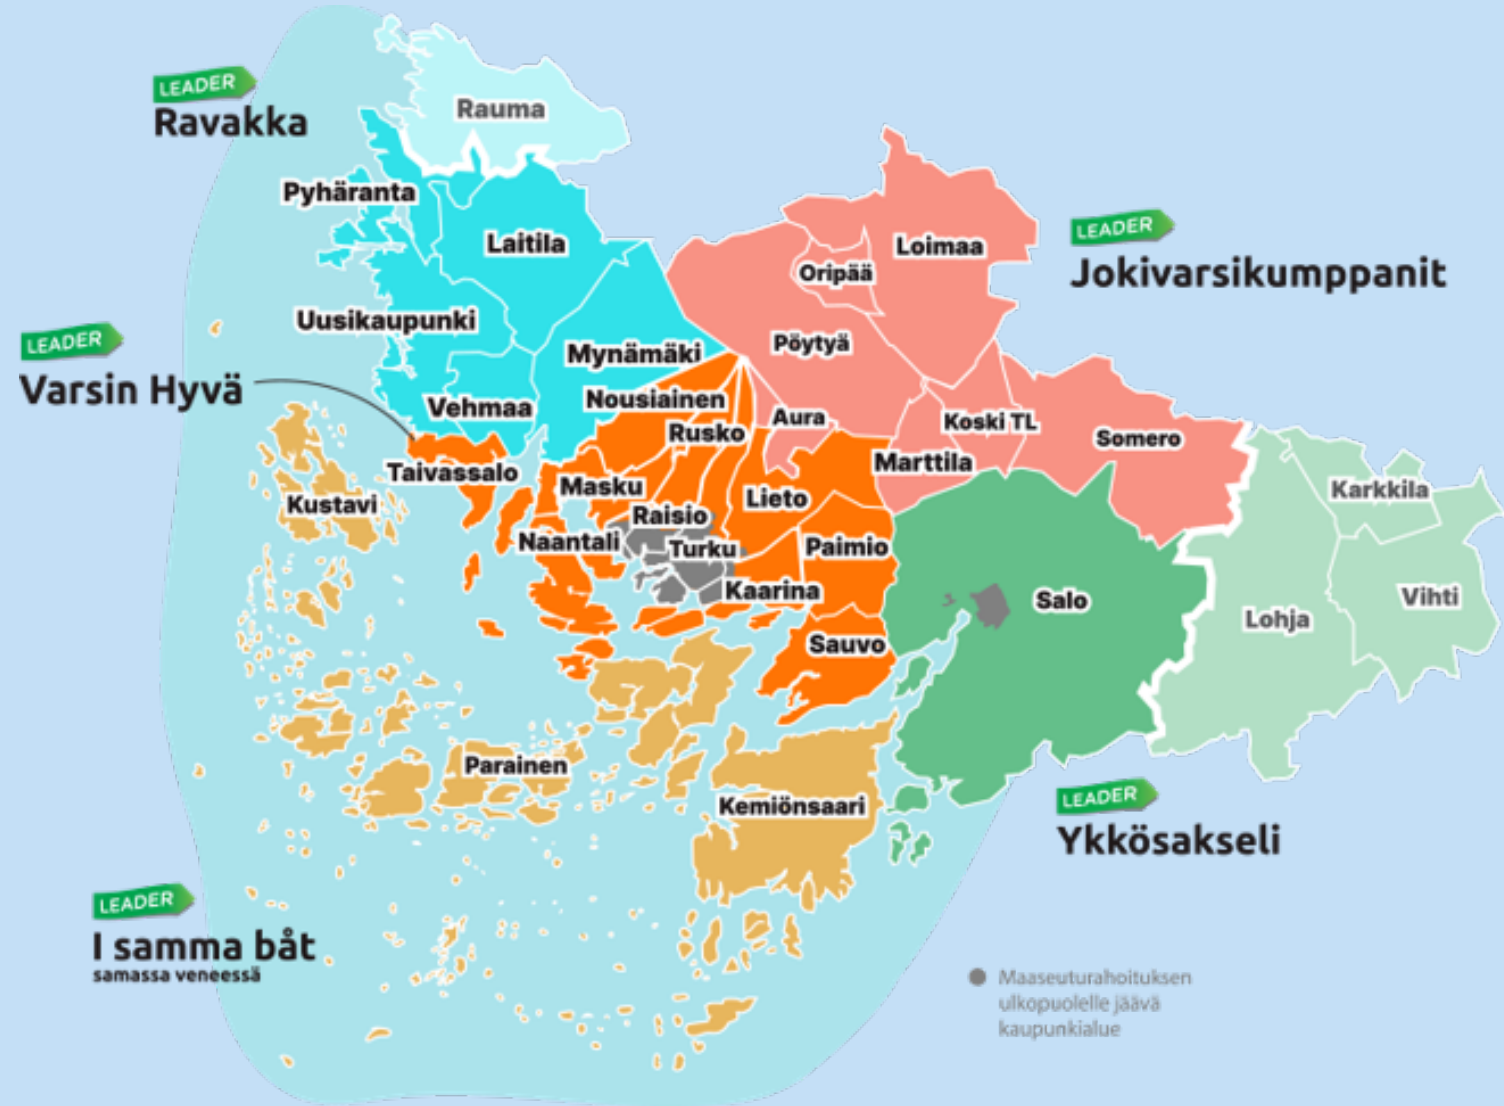 LEADER
Ravakka
Rauma
Pyhäranta
Laitila
Loimaa
LEADER
Jokivarsikumppanit
Oripää
Uusikaupunki
LEADER
Varsin Hyvä
Mynämäki
Pöytyä
Nousiainen
Vehmaa
Rusko
Aura
Koski TL
Somero
Taivassalo
Marttila
Kustavi
Masku
Lieto
Karkkila
Raisio
Naantali
Turku
Paimio
Kaarina
Salo
Vihti
Lohja
Sauvo
Parainen
Kemiönsaari
LEADER
Ykkösakseli
LEADER
I samma båt
samassa veneessä
Maaseuturahoituksen
ulkopuolelle jäävä
kaupunkialue